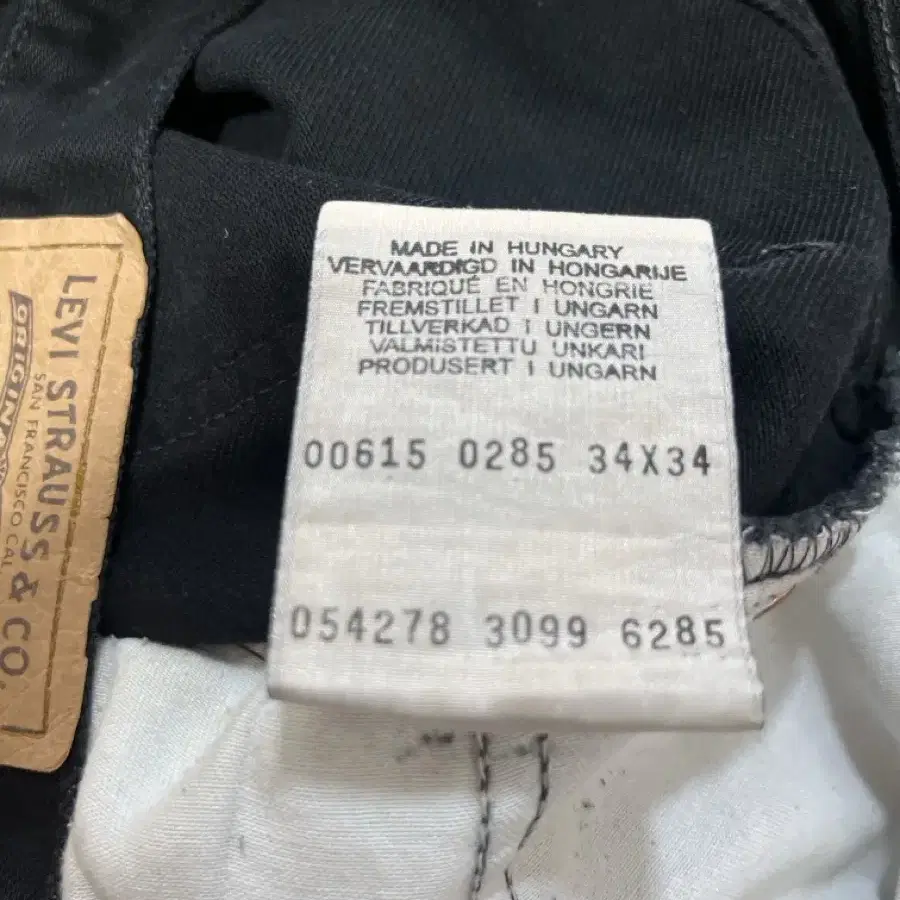 MADE IN HUNGARY
VERVAARDIGD IN HONGARIJE
FABRIQUÉ EN HONGRIE
FREMSTILLET I UNGARN
TILLVERKAD I UNGERN
VALMISTETTU UNKARI
PRODUSERT I UNGARN
00615 0285 34X34
054278 3099 6285
LEVI STRAUSS & CO.
SAN FRANCISCO CAL